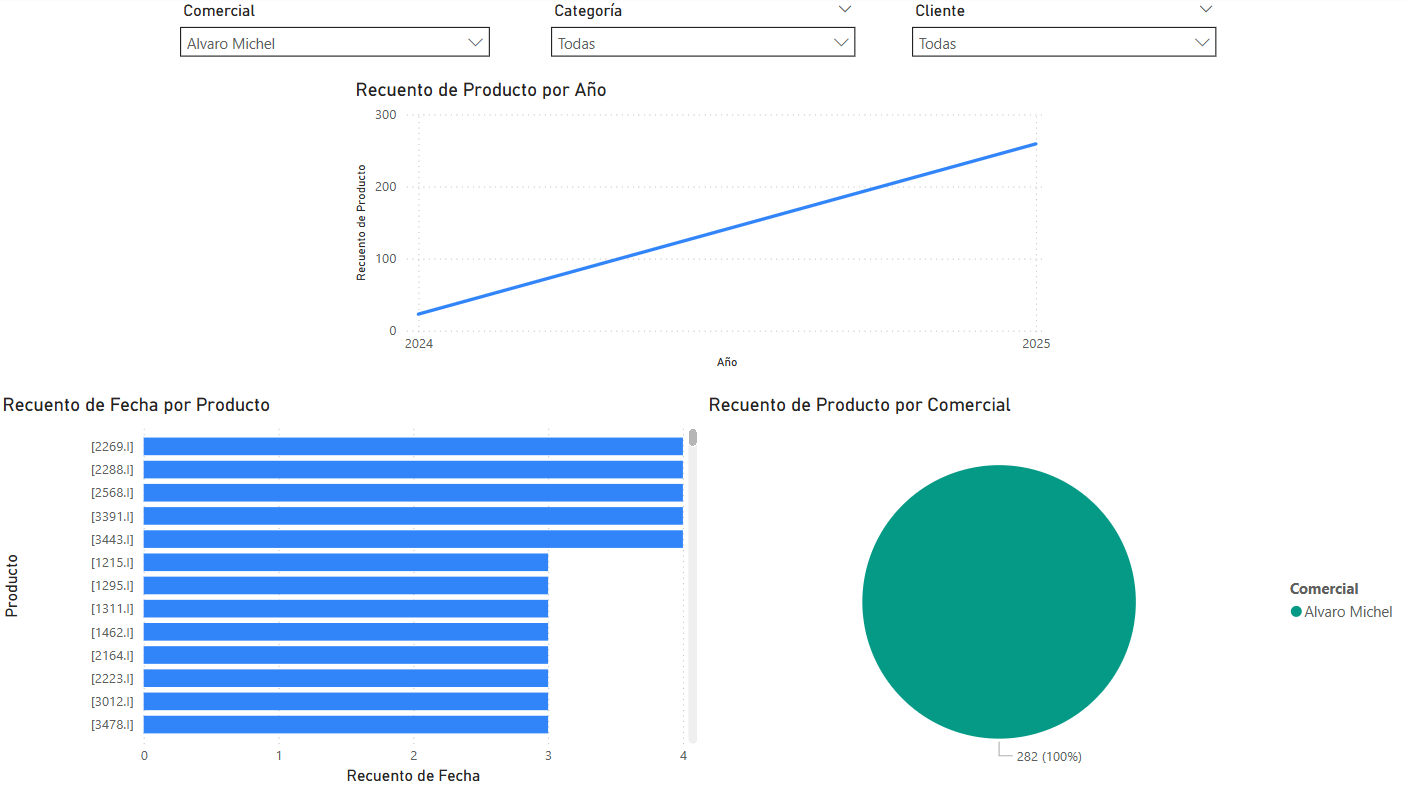 Comercial
Alvaro Michel
Categoría
Todas
Cliente
Todas
Recuento de Producto por Año
Recuento de Producto
300
200
100
0
2024
2025
Año
Recuento de Fecha por Producto
Producto
[2269.I]
[2288.I]
[2568.I]
[3391.I]
[3443.I]
[1215.I]
[1295.I]
[1311.I]
[1462.I]
[2164.I]
[2223.I]
[3012.I]
[3478.I]
0 1 2 3 4
Recuento de Fecha
Recuento de Producto por Comercial
282 (100%)
Comercial
Alvaro Michel